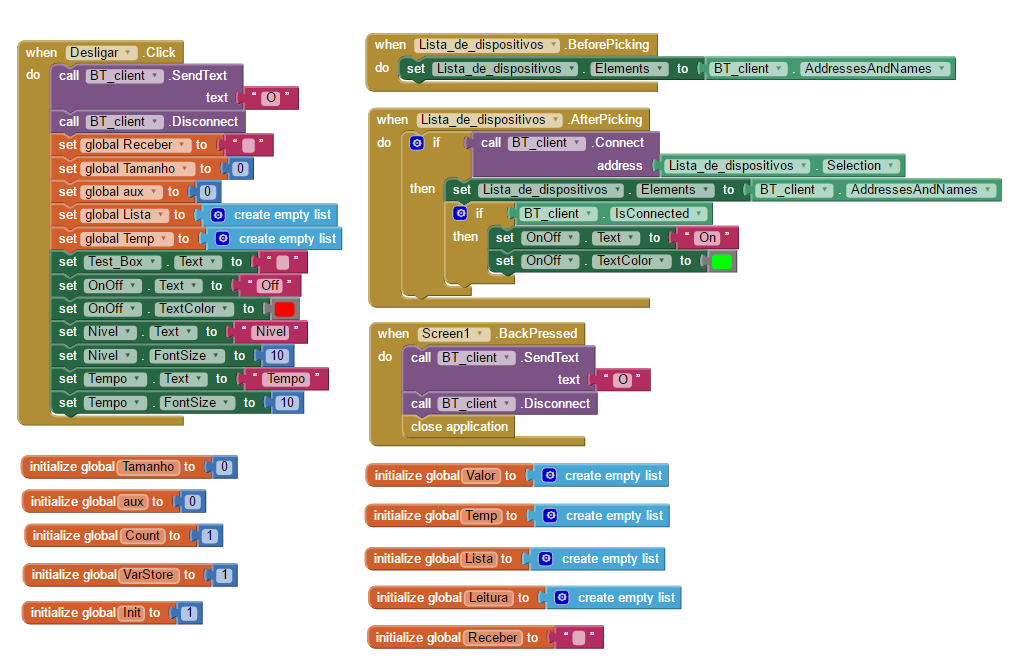 when Desligar .Click
do call BT_client .SendText
text " O "
call BT_client .Disconnect
set global Receber to " "
set global Tamanho to 0
set global aux to 0
set global Lista to create empty list
set global Temp to create empty list
set Test_Box . Text to " "
set OnOff . Text to " Off "
set OnOff . TextColor to
set Nivel . Text to " Nivel "
set Nivel . FontSize to 10
set Tempo . Text to " Tempo "
set Tempo . FontSize to 10
initialize global Tamanho to 0
initialize global aux to 0
initialize global Count to 1
initialize global VarStore to 1
initialize global Init to 1
when Lista_de_dispositivos .BeforePicking
do set Lista_de_dispositivos . Elements to BT_client . AddressesAndNames
when Lista_de_dispositivos .AfterPicking
do if call BT_client .Connect
address Lista_de_dispositivos . Selection
then set Lista_de_dispositivos . Elements to BT_client . AddressesAndNames
if BT_client . IsConnected
then set OnOff . Text to " On "
set OnOff . TextColor to
when Screen1 .BackPressed
do call BT_client .SendText
text " O "
call BT_client .Disconnect
close application
initialize global Valor to create empty list
initialize global Temp to create empty list
initialize global Lista to create empty list
initialize global Leitura to create empty list
initialize global Receber to " "